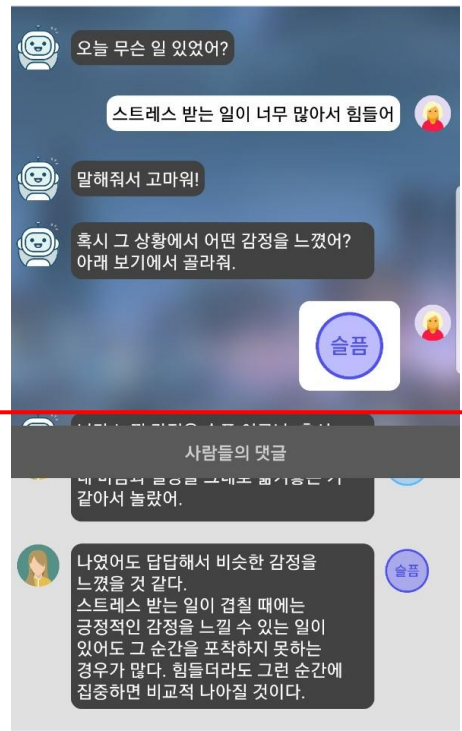 오늘 무슨 일 있었어?
스트레스 받는 일이 너무 많아서 힘들어
말해줘서 고마워!
혹시 그 상황에서 어떤 감정을 느꼈어?
아래 보기에서 골라줘.
슬픔
사람들의 댓글
같아서 놀랐어.
나였어도 답답해서 비슷한 감정을
느꼈을 것 같다.
슬픔
스트레스 받는 일이 겹칠 때에는
긍정적인 감정을 느낄 수 있는 일이
있어도 그 순간을 포착하지 못하는
경우가 많다. 힘들더라도 그런 순간에
집중하면 비교적 나아질 것이다.